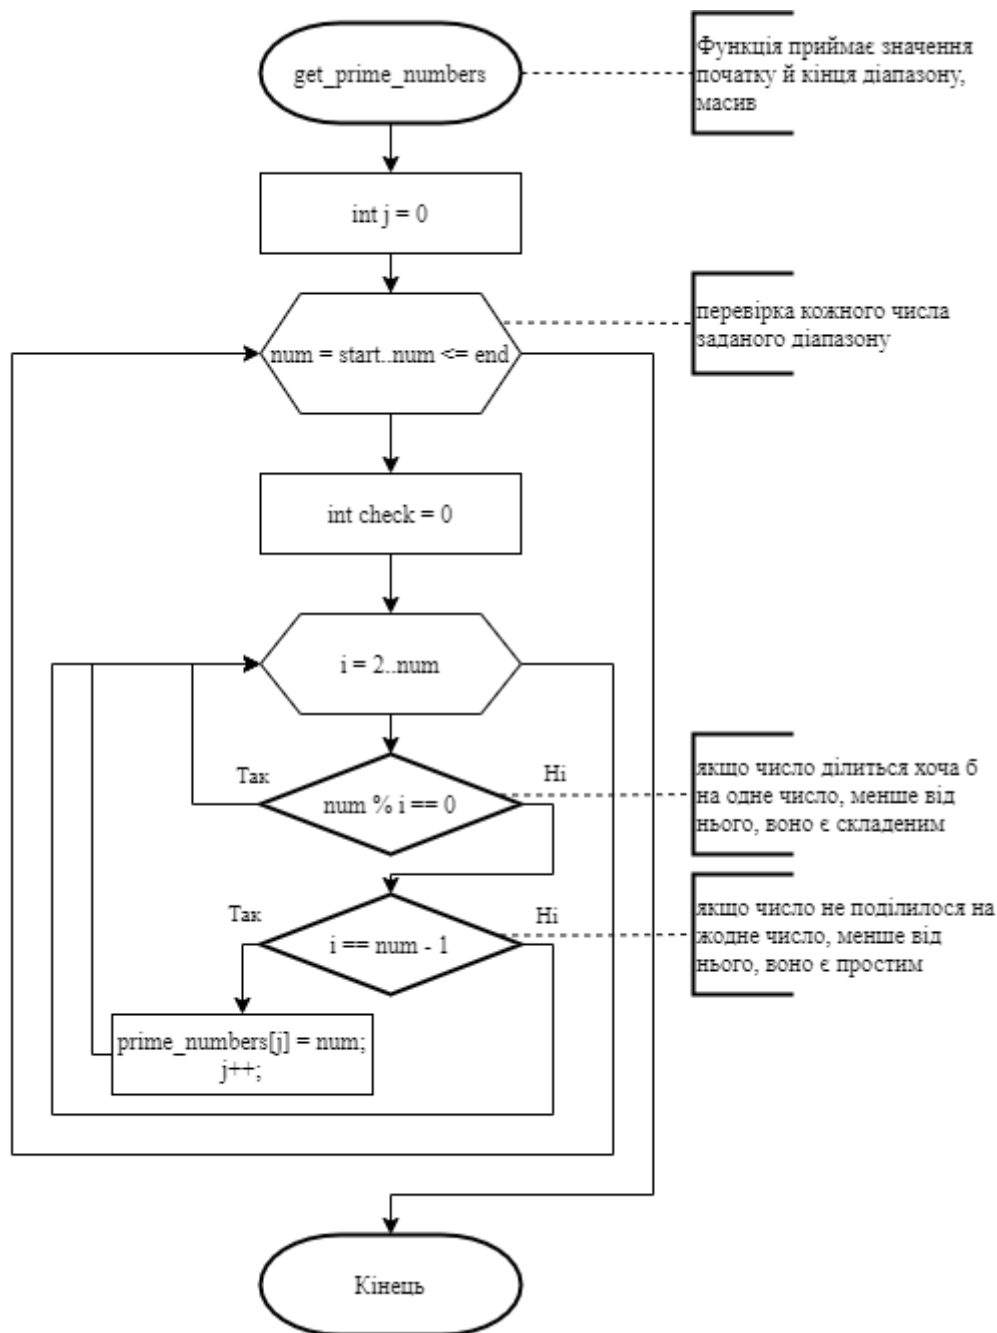 get_prime_numbers
Функція приймає значення
початку й кінця діапазону,
масив
int j = 0
num = start..num <= end
перевірка кожного числа
заданого діапазону
int check = 0
i = 2..num
Так
Ні
num % i == 0
якщо число ділиться хоча б
на одне число, менше від
нього, воно є складеним
Так
Ні
i == num - 1
якщо число не поділилося на
жодне число, менше від
нього, воно є простим
prime_numbers[j] = num;
j++;
Кінець